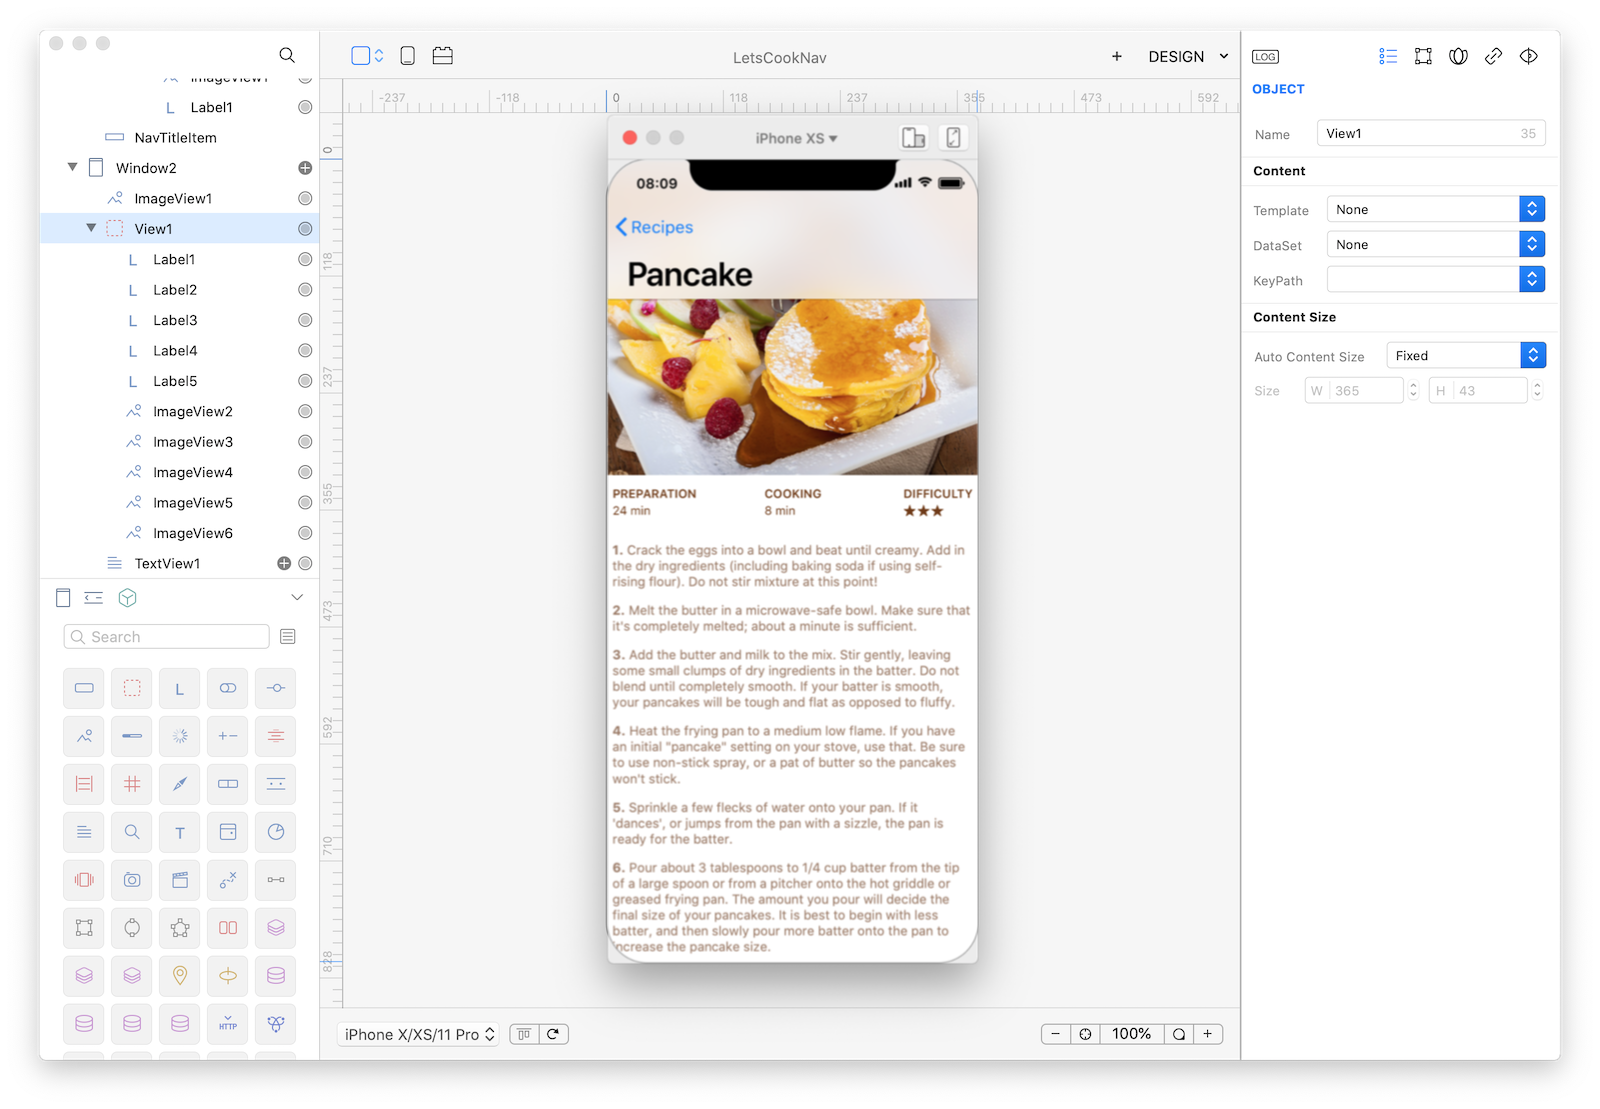 ImageView1
Label1
NavTitleItem
Window2
ImageView1
View1
L Label1
L Label2
L Label3
L Label4
L Label5
ImageView2
ImageView3
ImageView4
ImageView5
ImageView6
TextView1
Search
L
T
HTTP
LetsCookNav
+ DESIGN
-237 -118 0 118 237 355 473 592
0
118
237
355
473
592
710
828
iPhone XS
08:09
Recipes
Pancake
PREPARATION COOKING DIFFICULTY
24 min 8 min ★★★
1. Crack the eggs into a bowl and beat until creamy. Add in
the dry ingredients (including baking soda if using self-
rising flour). Do not stir mixture at this point!
2. Melt the butter in a microwave-safe bowl. Make sure that
it's completely melted; about a minute is sufficient.
3. Add the butter and milk to the mix. Stir gently, leaving
some small clumps of dry ingredients in the batter. Do not
blend until completely smooth. If your batter is smooth,
your pancakes will be tough and flat as opposed to fluffy.
4. Heat the frying pan to a medium low flame. If you have
an initial "pancake" setting on your stove, use that. Be sure
to use non-stick spray, or a pat of butter so the pancakes
won't stick.
5. Sprinkle a few flecks of water onto your pan. If it
'dances', or jumps from the pan with a sizzle, the pan is
ready for the batter.
6. Pour about 3 tablespoons to 1/4 cup batter from the tip
of a large spoon or from a pitcher onto the hot griddle or
greased frying pan. The amount you pour will decide the
final size of your pancakes. It is best to begin with less
batter, and then slowly pour more batter onto the pan to
increase the pancake size.
iPhone X/XS/11 Pro
− 100% +
LOG
OBJECT
Name View1 35
Content
Template None
DataSet None
KeyPath
Content Size
Auto Content Size Fixed
Size W 365 H 43